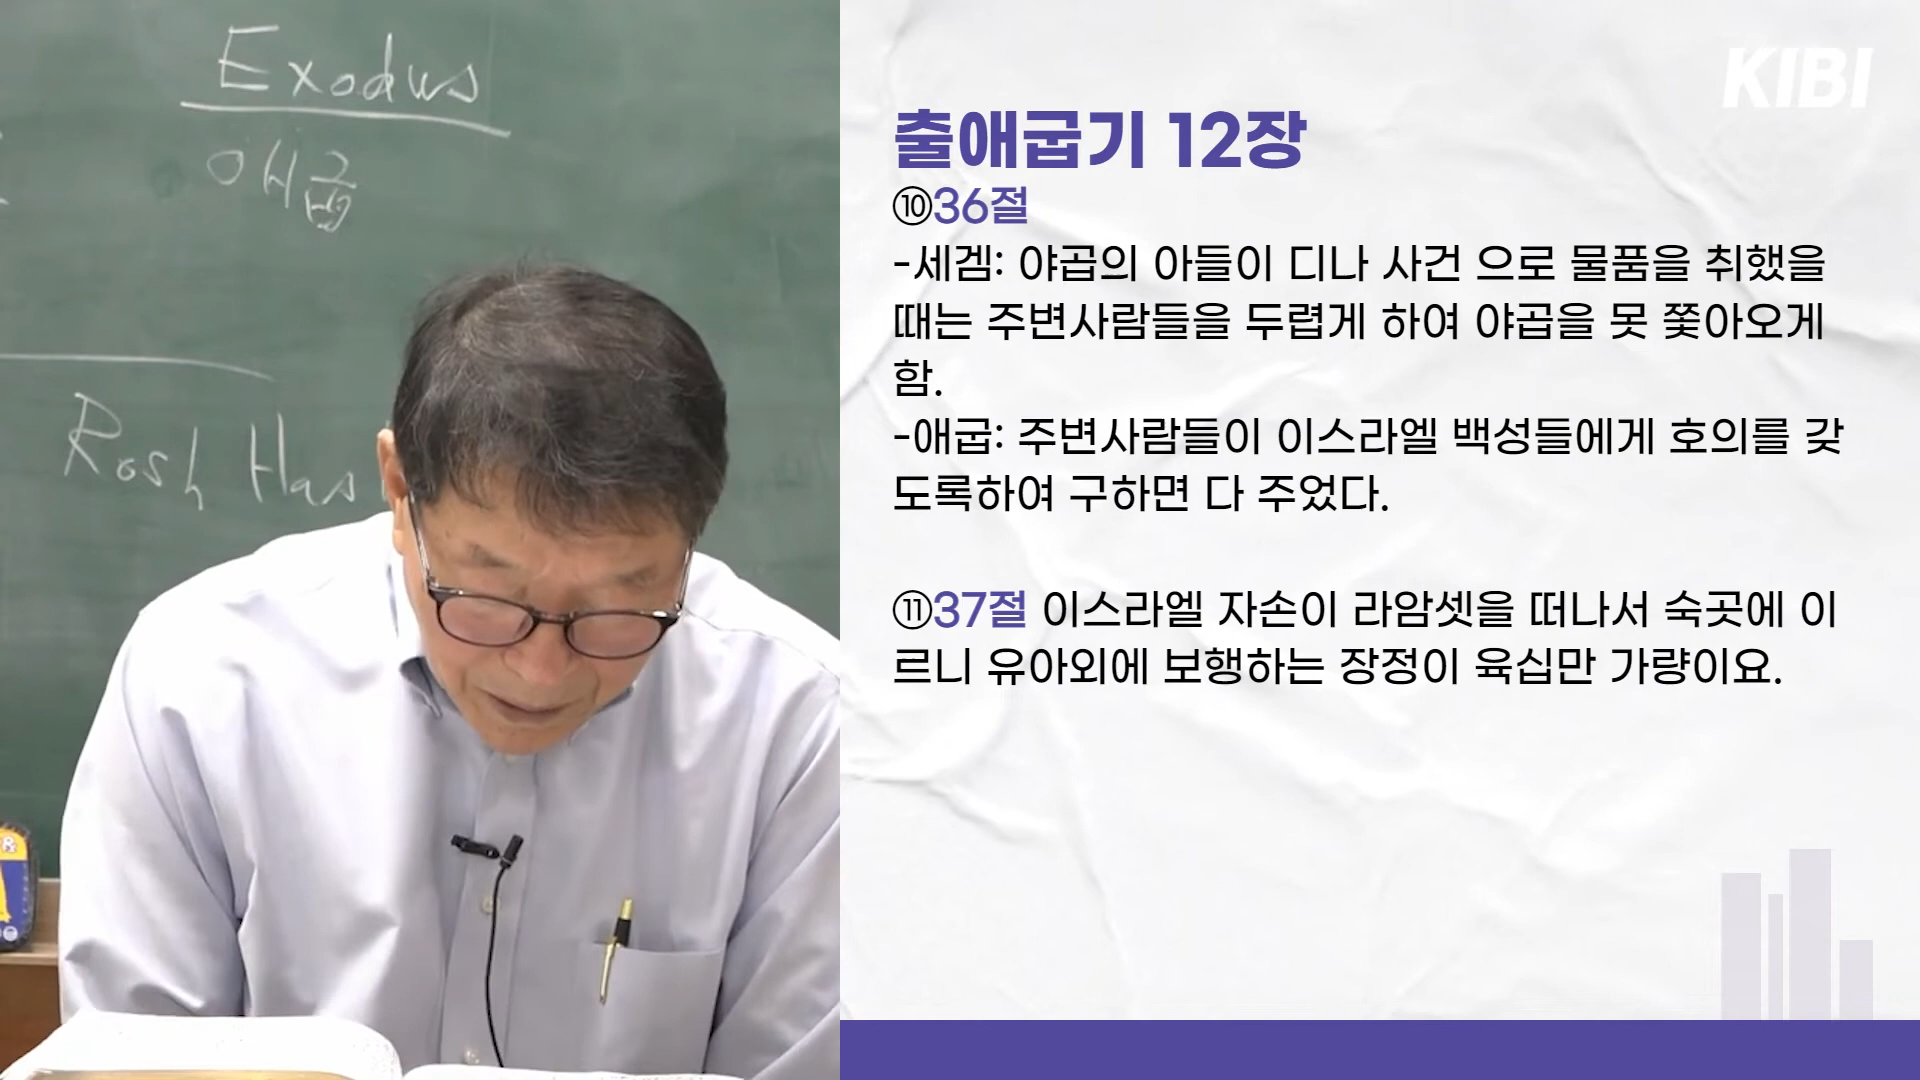 Exodus
애굽
Rosh Has
KIBI
출애굽기 12장
⑩36절
-세겜: 야곱의 아들이 디나 사건 으로 물품을 취했을
때는 주변사람들을 두렵게 하여 야곱을 못 쫓아오게
함.
-애굽: 주변사람들이 이스라엘 백성들에게 호의를 갖
도록하여 구하면 다 주었다.
⑪37절 이스라엘 자손이 라암셋을 떠나서 숙곳에 이
르니 유아외에 보행하는 장정이 육십만 가량이요.